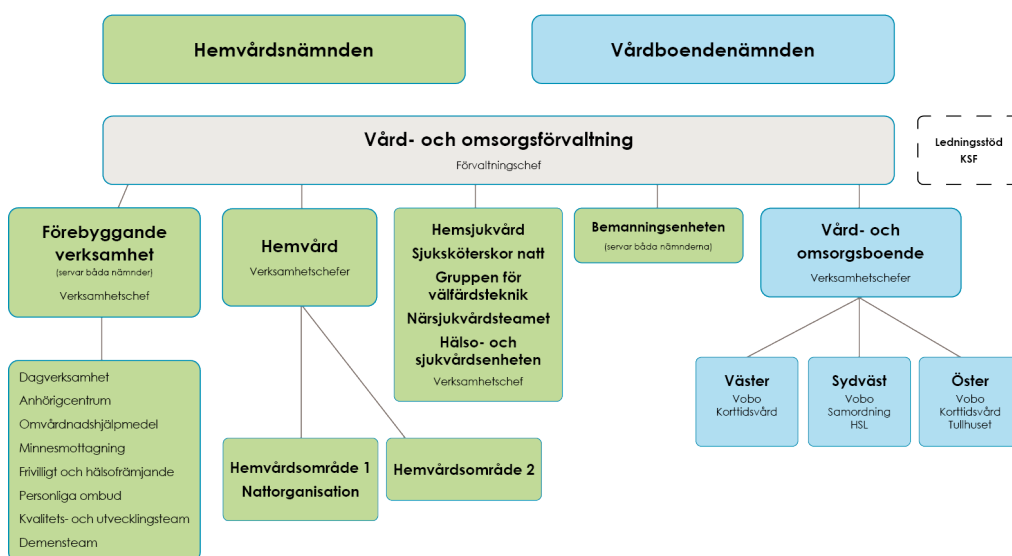 Hemvårdsnämnden
Vårdboendenämnden
Vård- och omsorgsförvaltning
Förvaltningschef
Ledningsstöd
KSF
Förebyggande
verksamhet
(servar båda nämnder)
Verksamhetschef
Hemvård
Verksamhetschefer
Hemsjukvård
Sjuksköterskor natt
Gruppen för
välfärdsteknik
Närsjukvårdsteamet
Hälso- och
sjukvårdsenheten
Verksamhetschef
Bemanningsenheten
(servar båda nämnderna)
Vård- och
omsorgsboende
Verksamhetschefer
Dagverksamhet
Anhörigcentrum
Omvårdnadshjälpmedel
Minnesmottagning
Friviligt och hälsofrämjande
Personliga ombud
Kvalitets- och utvecklingsteam
Demensteam
Hemvårdsområde 1
Nattorganisation
Hemvårdsområde 2
Väster
Vobo
Korttidsvård
Sydväst
Vobo
Samordning
HSL
Öster
Vobo
Korttidsvård
Tullhuset